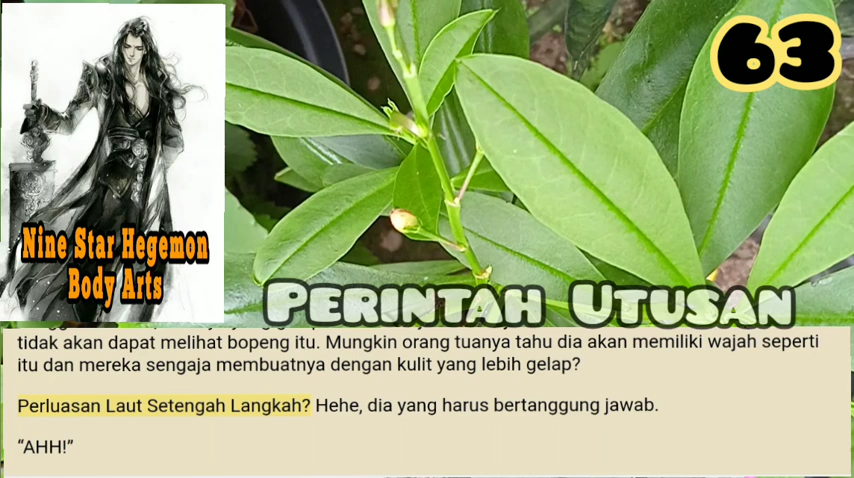 63
Nine Star Hegemon
Body Arts
PERINTAH UTUSAN
tidak akan dapat melihat bopeng itu. Mungkin orang tuanya tahu dia akan memiliki wajah seperti
itu dan mereka sengaja membuatnya dengan kulit yang lebih gelap?
Perluasan Laut Setengah Langkah? Hehe, dia yang harus bertanggung jawab.
“AHH!”